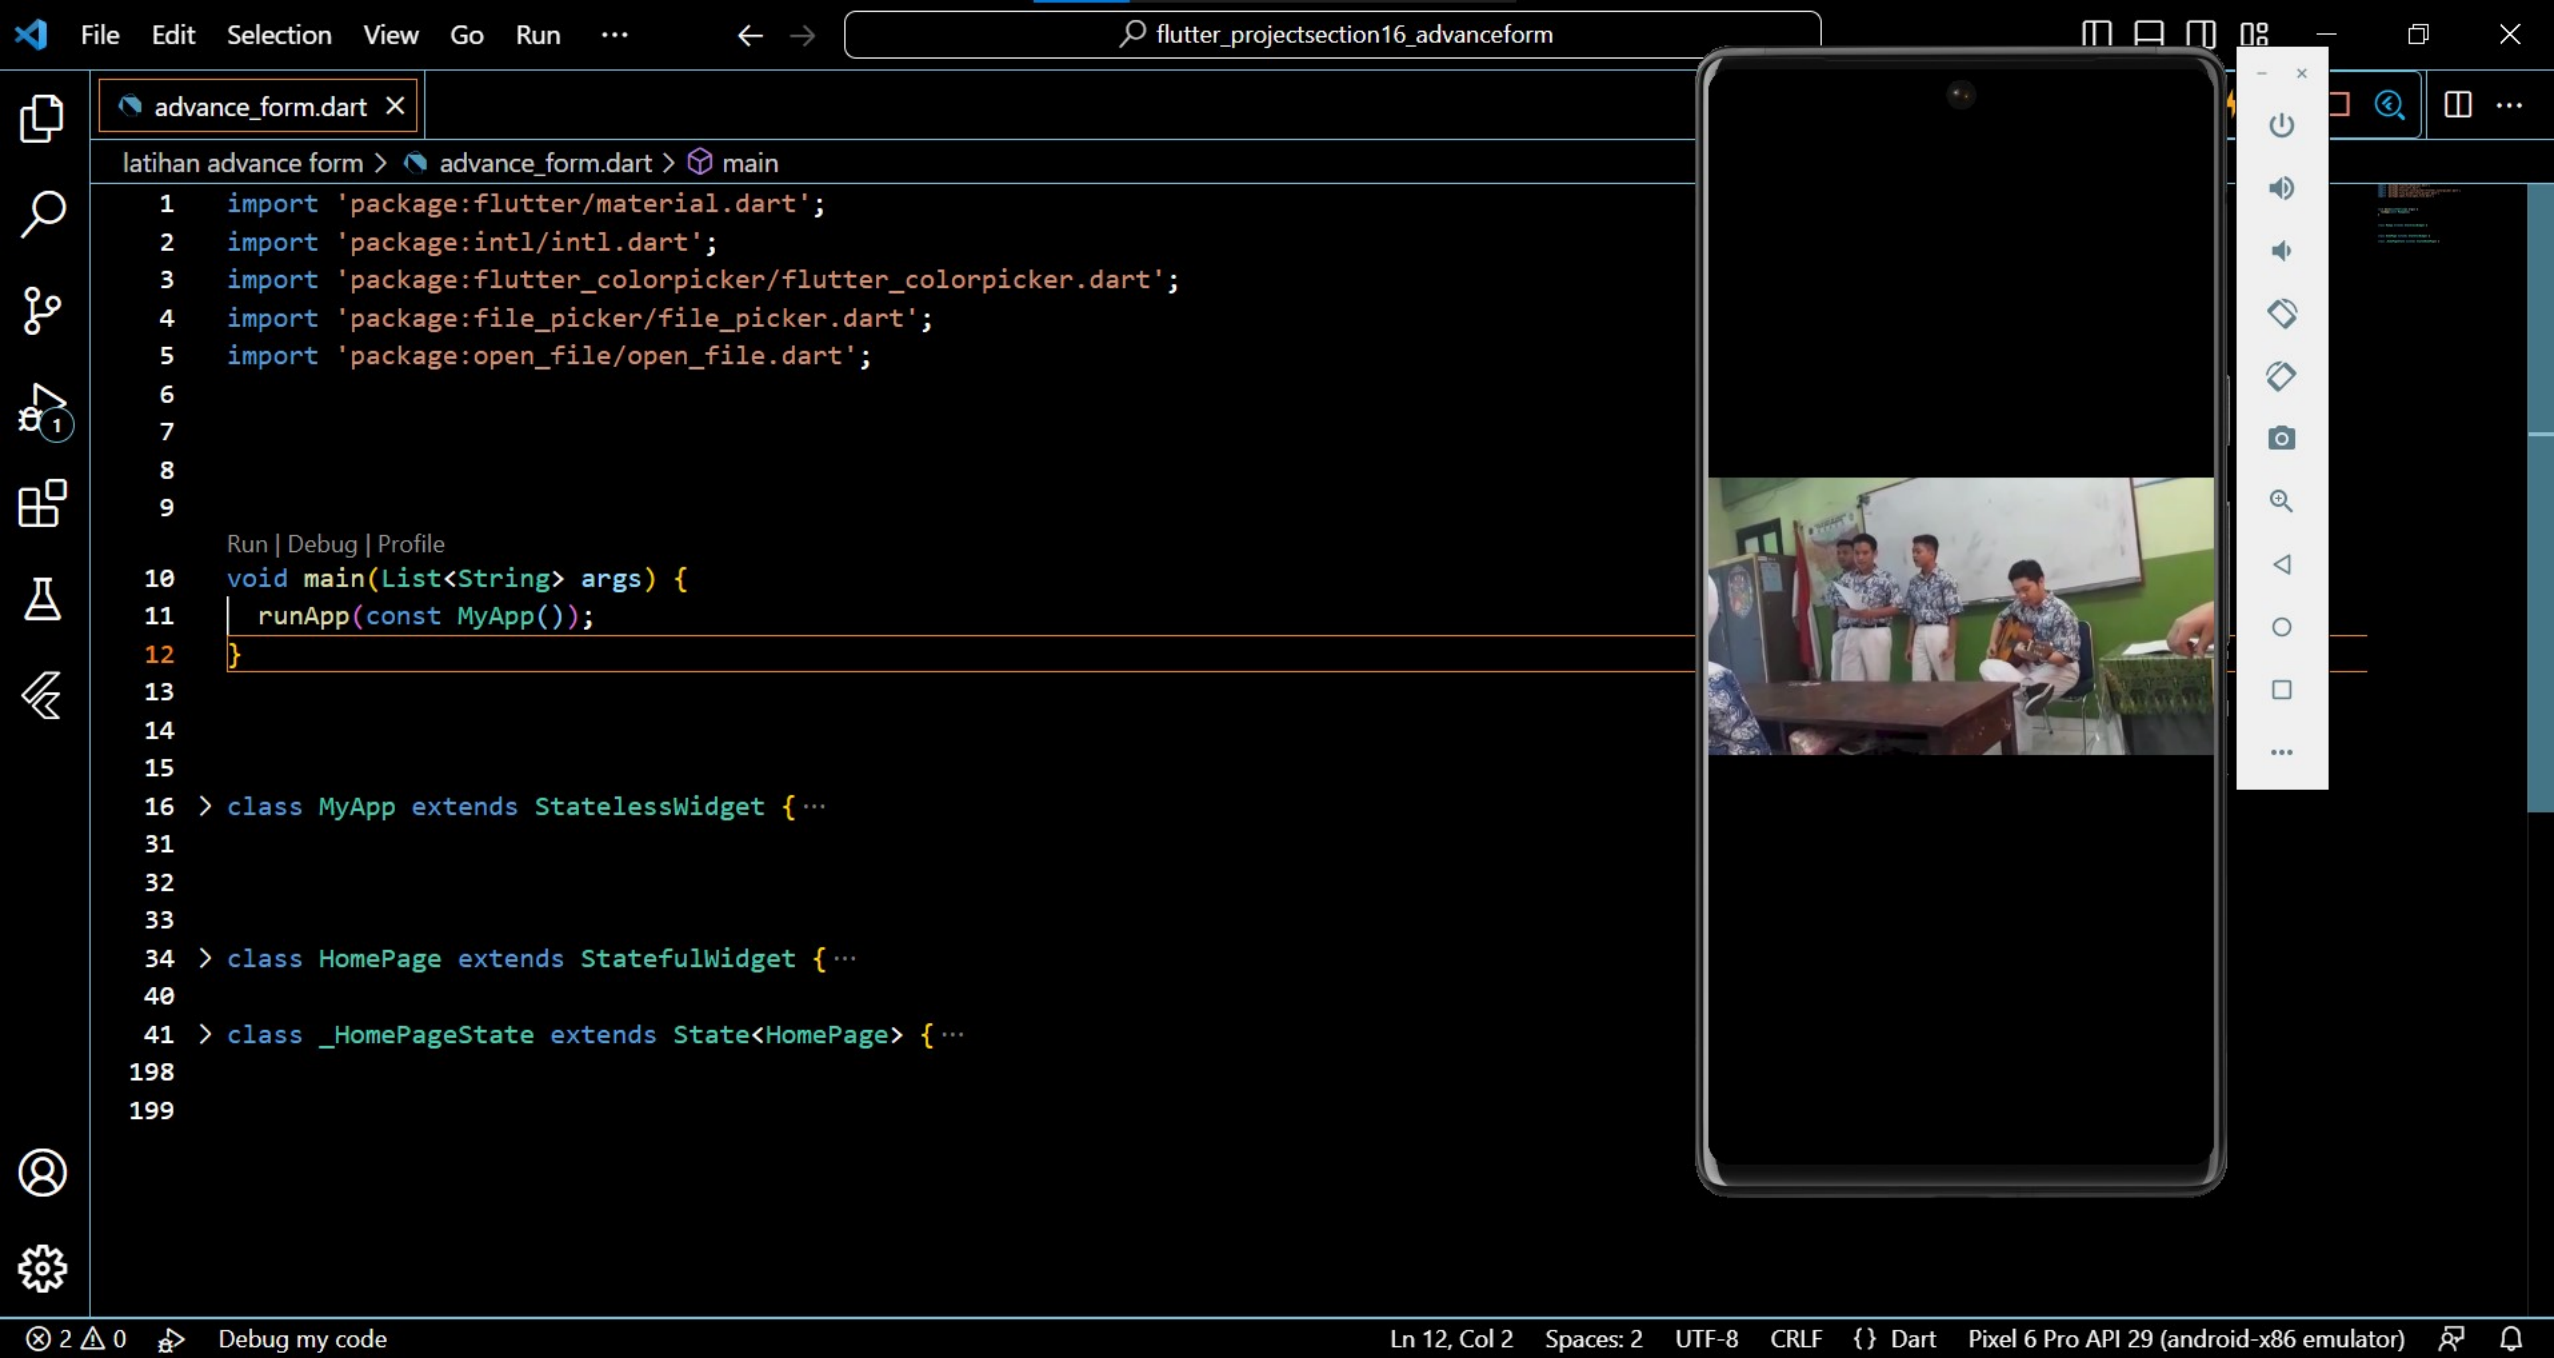 File Edit Selection View Go Run ··· flutter_projectsection16_advanceform
advance_form.dart
latihan advance form > advance_form.dart > main
1 import 'package:flutter/material.dart';
2 import 'package:intl/intl.dart';
3 import 'package:flutter_colorpicker/flutter_colorpicker.dart';
4 import 'package:file_picker/file_picker.dart';
5 import 'package:open_file/open_file.dart';
6
7
8
9
Run | Debug | Profile
10 void main(List<String> args) {
11 runApp(const MyApp());
12 }
13
14
15
16 class MyApp extends StatelessWidget {···
31
32
33
34 class HomePage extends StatefulWidget {···
40
41 class _HomePageState extends State<HomePage> {···
198
199
1
2 0 Debug my code Ln 12, Col 2 Spaces: 2 UTF-8 CRLF {} Dart Pixel 6 Pro API 29 (android-x86 emulator)